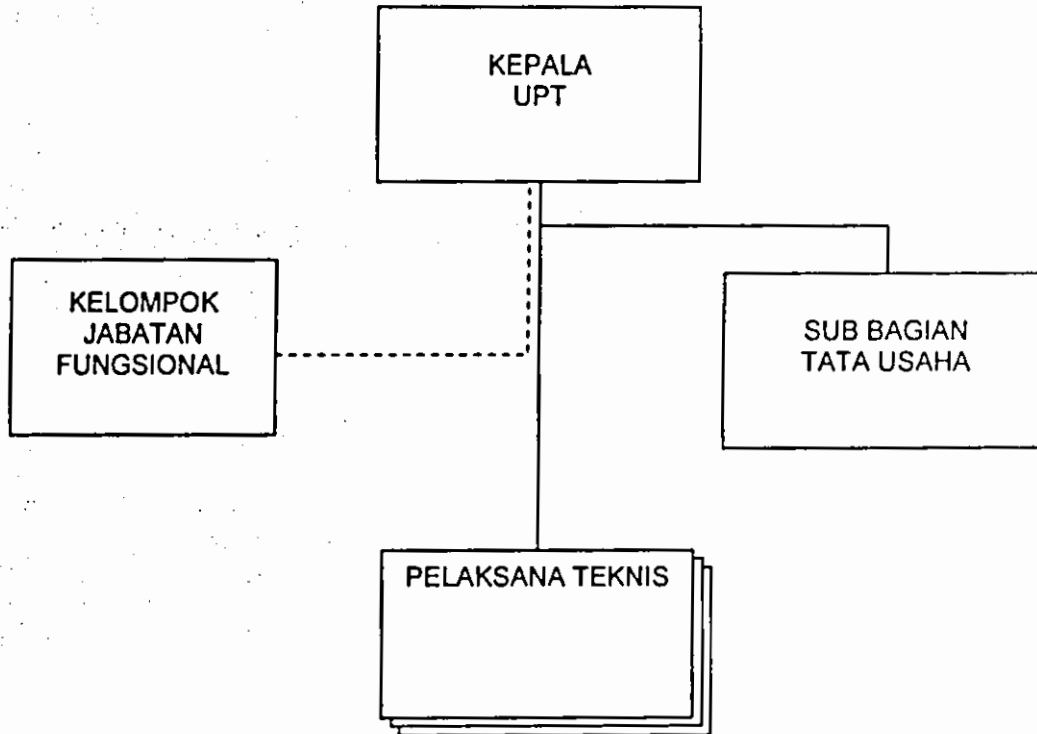 KEPALA
UPT
KELOMPOK
JABATAN
FUNGSIONAL
SUB BAGIAN
TATA USAHA
PELAKSANA TEKNIS